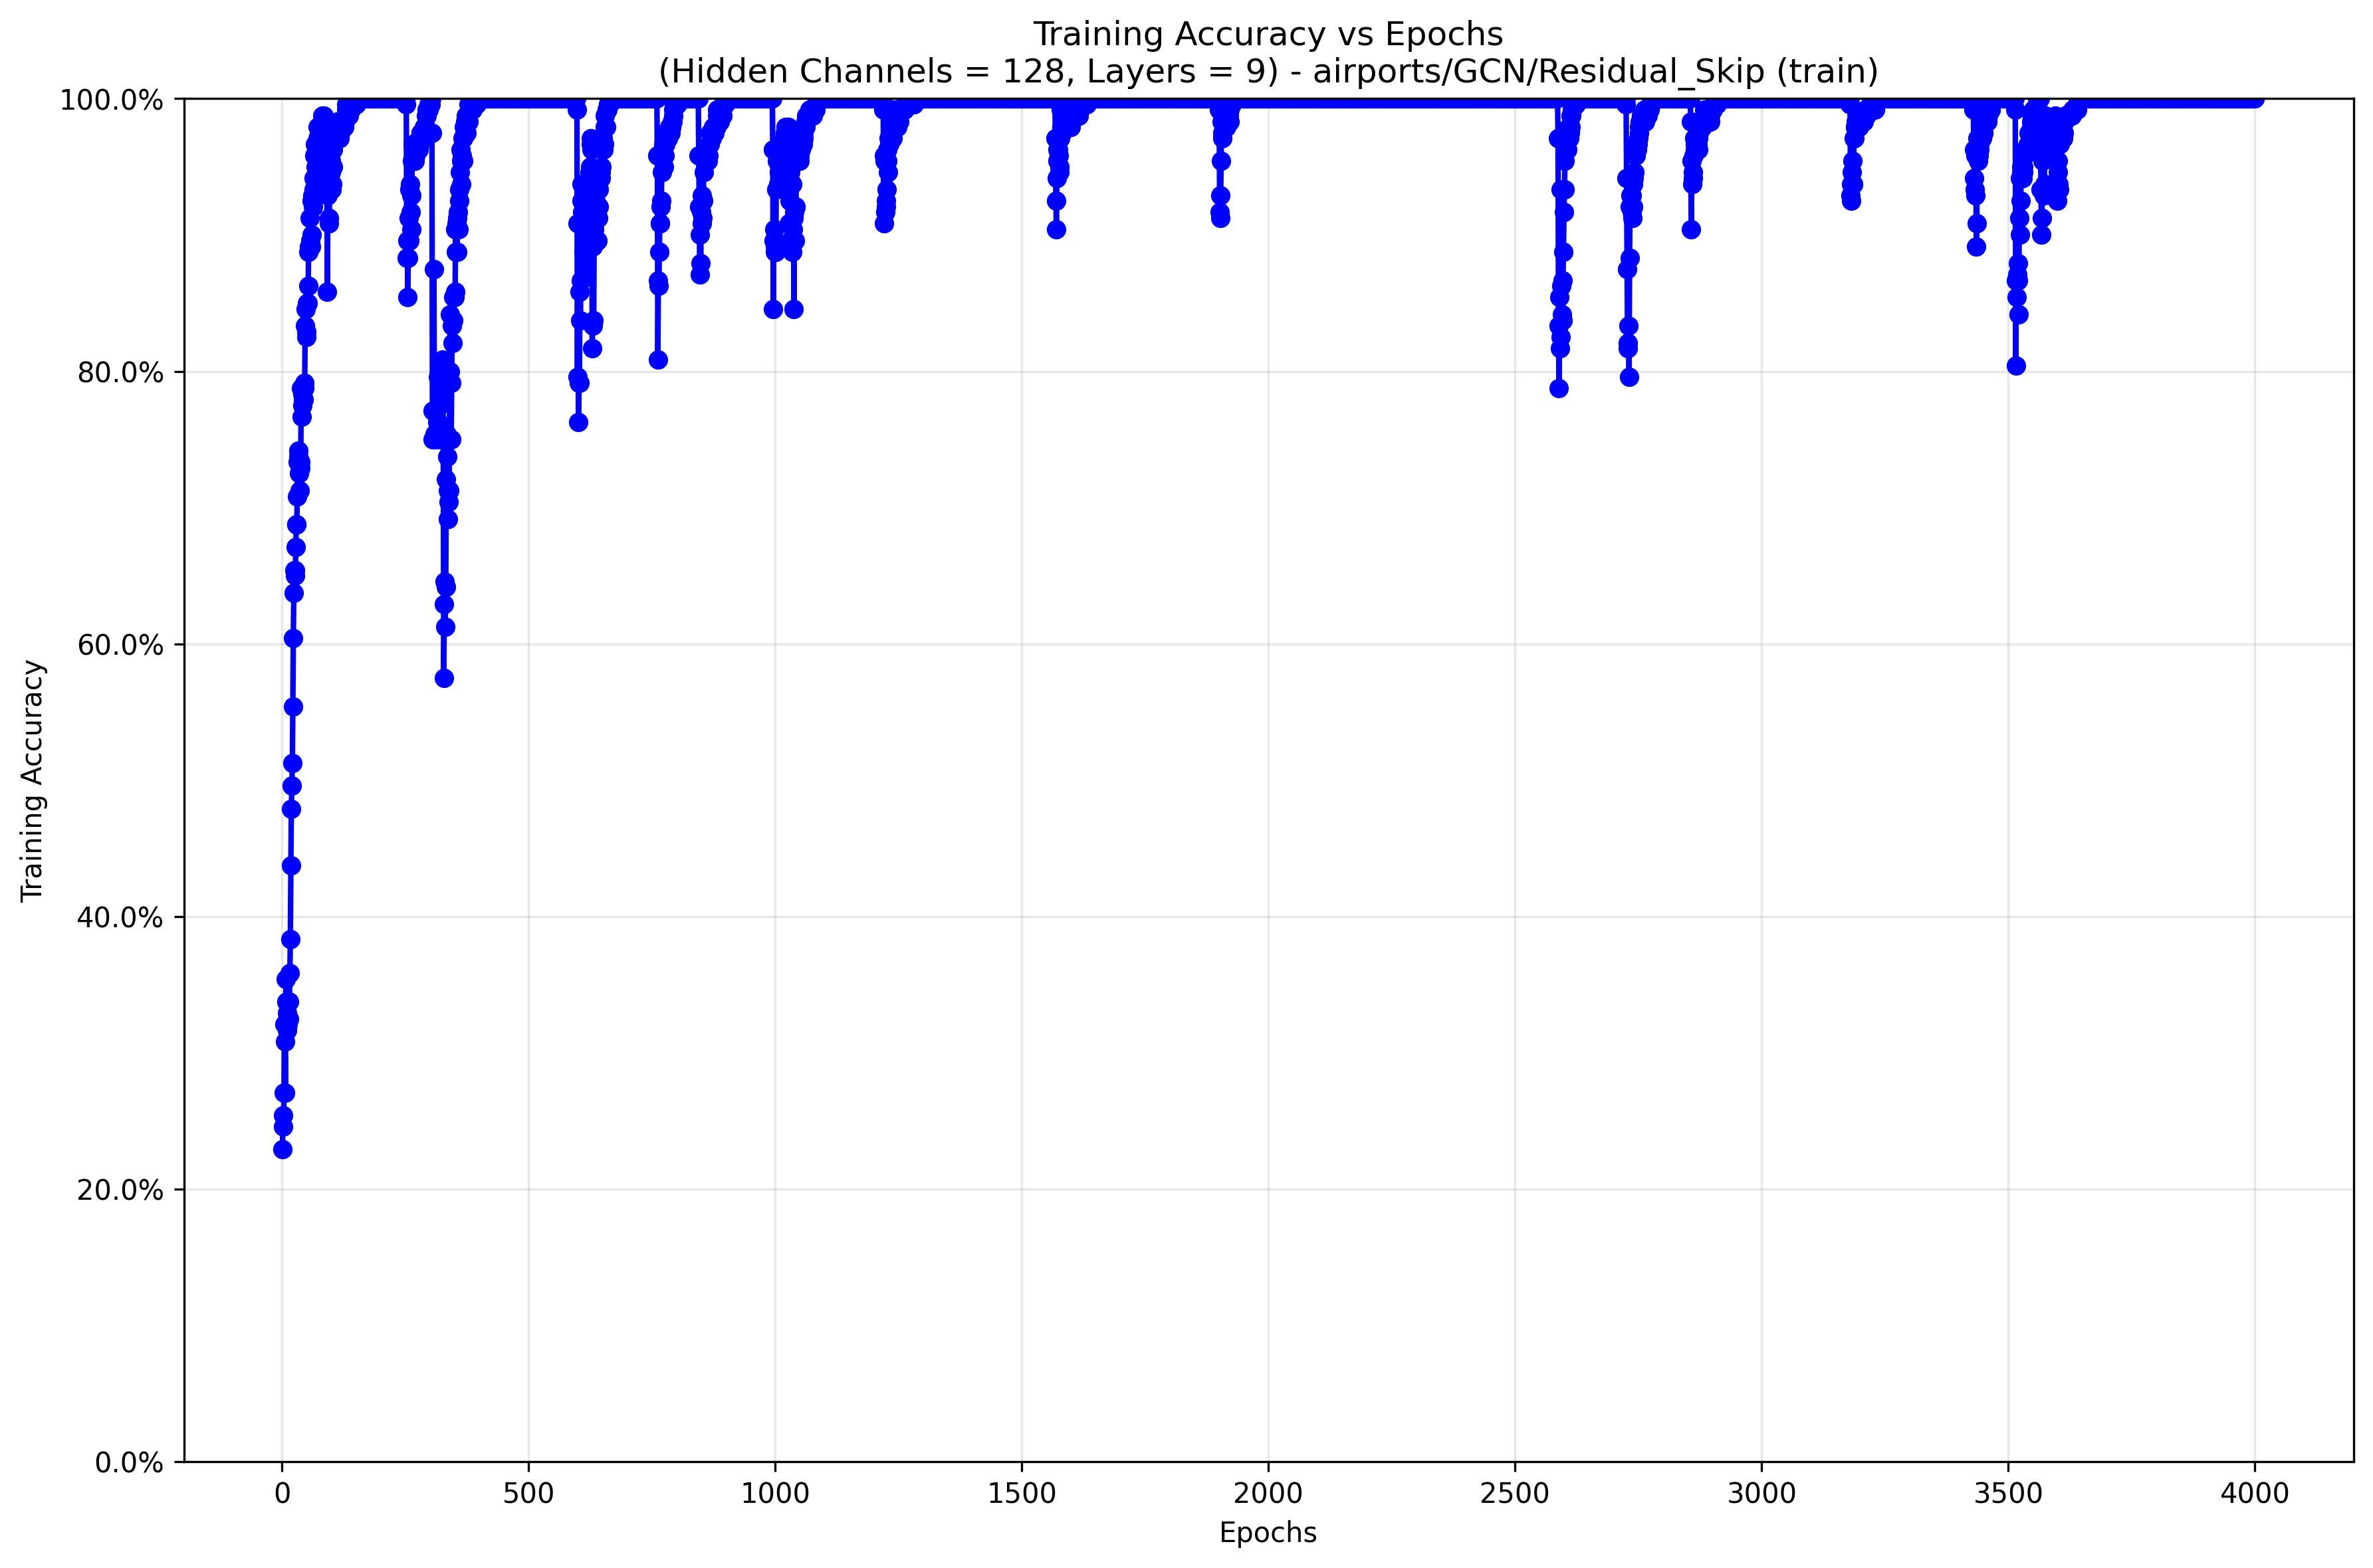 Training Accuracy vs Epochs
(Hidden Channels = 128, Layers = 9) - airports/GCN/Residual_Skip (train)
100.0%
80.0%
60.0%
40.0%
20.0%
0.0%
Training Accuracy
0 500 1000 1500 2000 2500 3000 3500 4000
Epochs